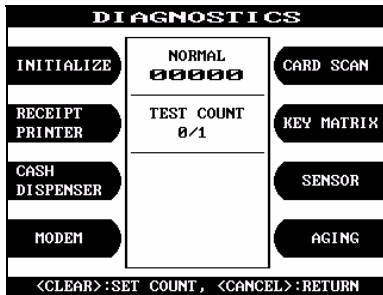 DIAGNOSTICS
INITIALIZE
RECEIPT
PRINTER
CASH
DISPENSER
MODEM
NORMAL
00000
TEST COUNT
0/1
CARD SCAN
KEY MATRIX
SENSOR
AGING
<CLEAR>:SET COUNT, <CANCEL>:RETURN